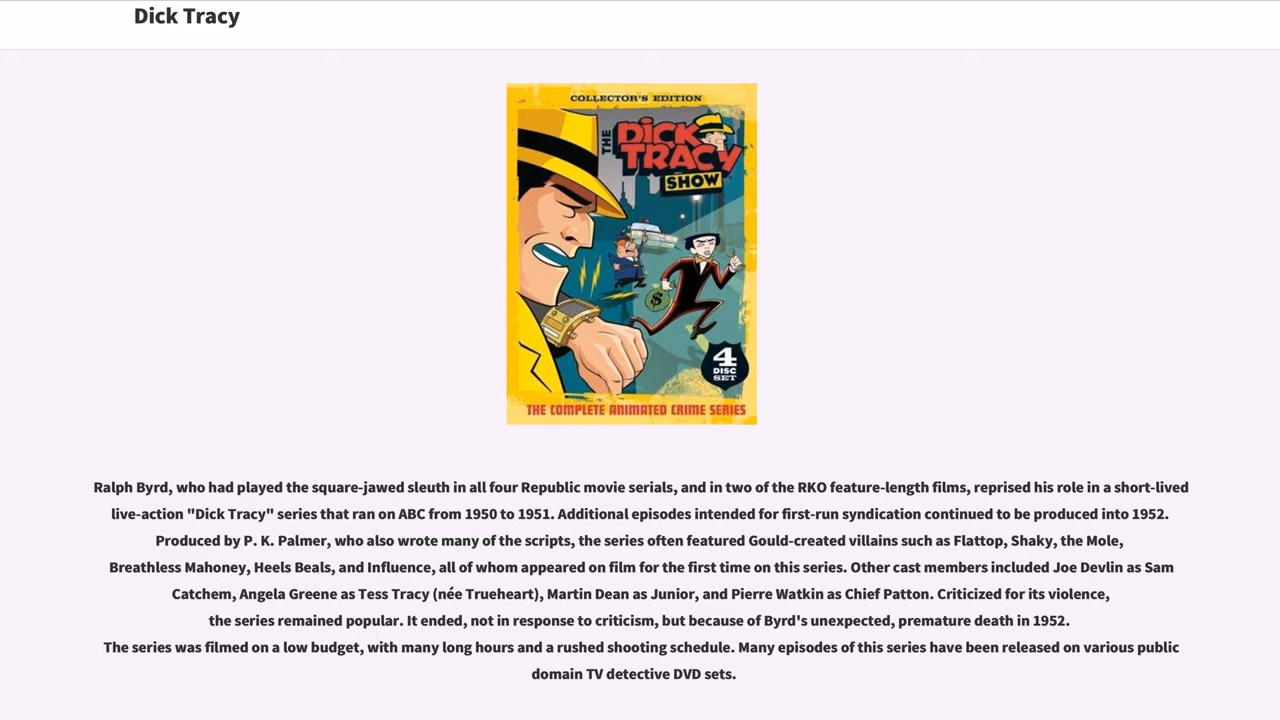 Dick Tracy
COLLECTOR'S EDITION
THE
DICK
TRACY
SHOW
$
4
DISC
SET
THE COMPLETE ANIMATED CRIME SERIES
Ralph Byrd, who had played the square-jawed sleuth in all four Republic movie serials, and in two of the RKO feature-length films, reprised his role in a short-lived
live-action "Dick Tracy" series that ran on ABC from 1950 to 1951. Additional episodes intended for first-run syndication continued to be produced into 1952.
Produced by P. K. Palmer, who also wrote many of the scripts, the series often featured Gould-created villains such as Flattop, Shaky, the Mole,
Breathless Mahoney, Heels Beals, and Influence, all of whom appeared on film for the first time on this series. Other cast members included Joe Devlin as Sam
Catchem, Angela Greene as Tess Tracy (née Trueheart), Martin Dean as Junior, and Pierre Watkin as Chief Patton. Criticized for its violence,
the series remained popular. It ended, not in response to criticism, but because of Byrd's unexpected, premature death in 1952.
The series was filmed on a low budget, with many long hours and a rushed shooting schedule. Many episodes of this series have been released on various public
domain TV detective DVD sets.